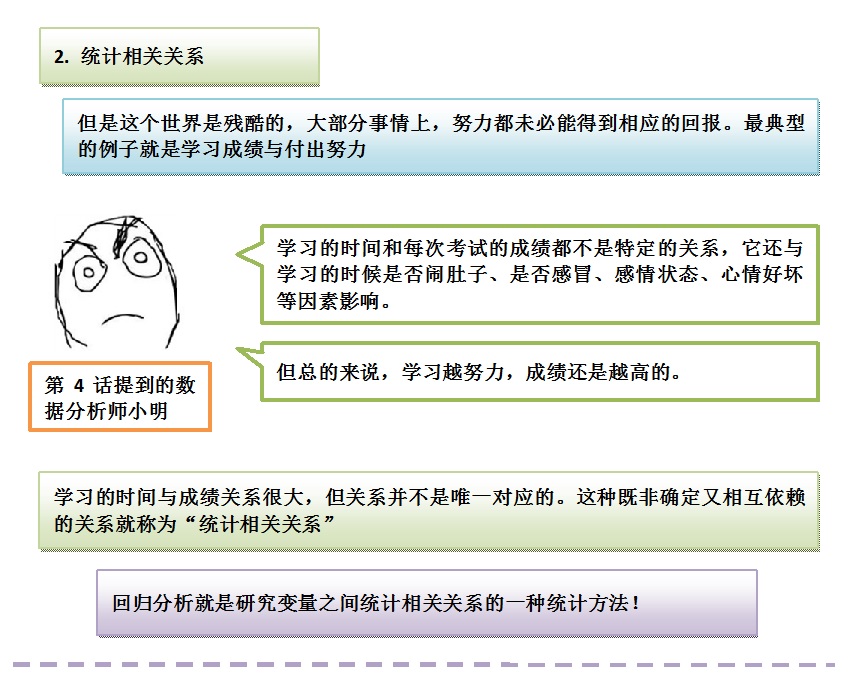 2. 统计相关关系
但是这个世界是残酷的，大部分事情上，努力都未必能得到相应的回报。最典型
的例子就是学习成绩与付出努力
学习的时间和每次考试的成绩都不是特定的关系，它还与
学习的时候是否闹肚子、是否感冒、感情状态、心情好坏
等因素影响。
但总的来说，学习越努力，成绩还是越高的。
第 4 话提到的数
据分析师小明
学习的时间与成绩关系很大，但关系并不是唯一对应的。这种既非确定又相互依赖
的关系就称为“统计相关关系”
回归分析就是研究变量之间统计相关关系的一种统计方法！